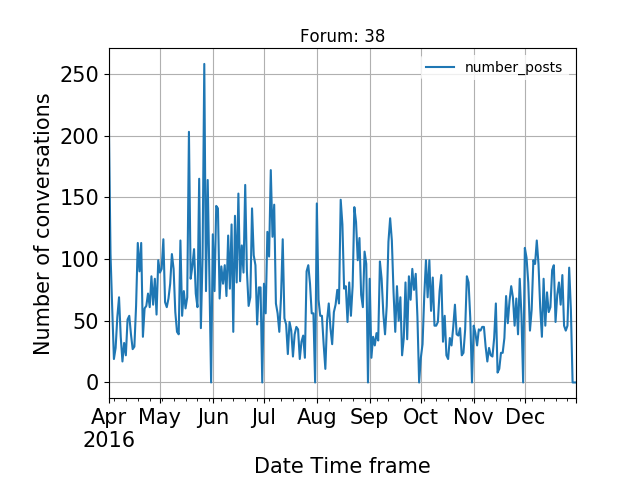 Forum: 38
number_posts
Number of conversations
250
200
150
100
50
0
Apr May Jun Jul Aug Sep Oct Nov Dec
2016
Date Time frame